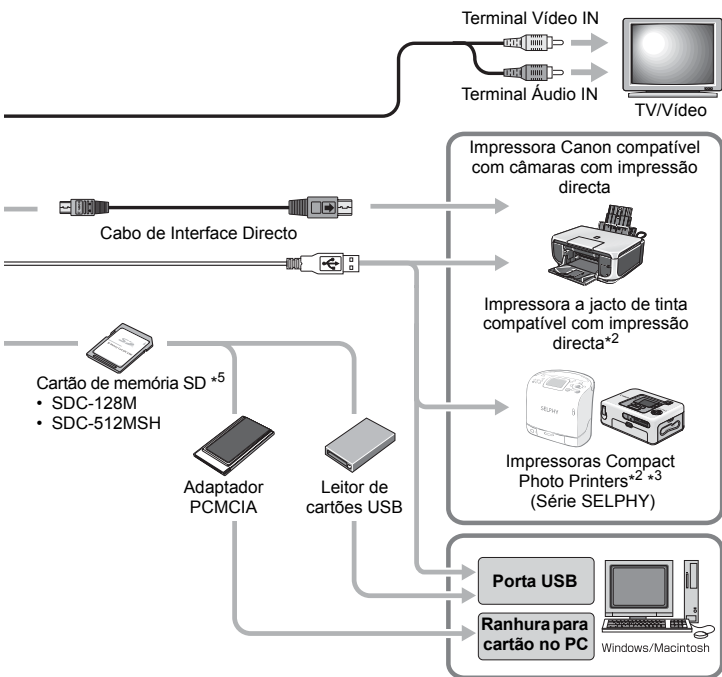 Terminal Vídeo IN
Terminal Áudio IN
TV/Vídeo
Impressora Canon compatível
com câmaras com impressão
directa
Cabo de Interface Directo
Impressora a jacto de tinta
compatível com impressão
directa*2
Cartão de memória SD *5
• SDC-128M
• SDC-512MSH
SELPHY
Adaptador
PCMCIA
Leitor de
cartões USB
Impressoras Compact
Photo Printers*2 *3
(Série SELPHY)
Porta USB
Ranhura para
cartão no PC
Windows/Macintosh